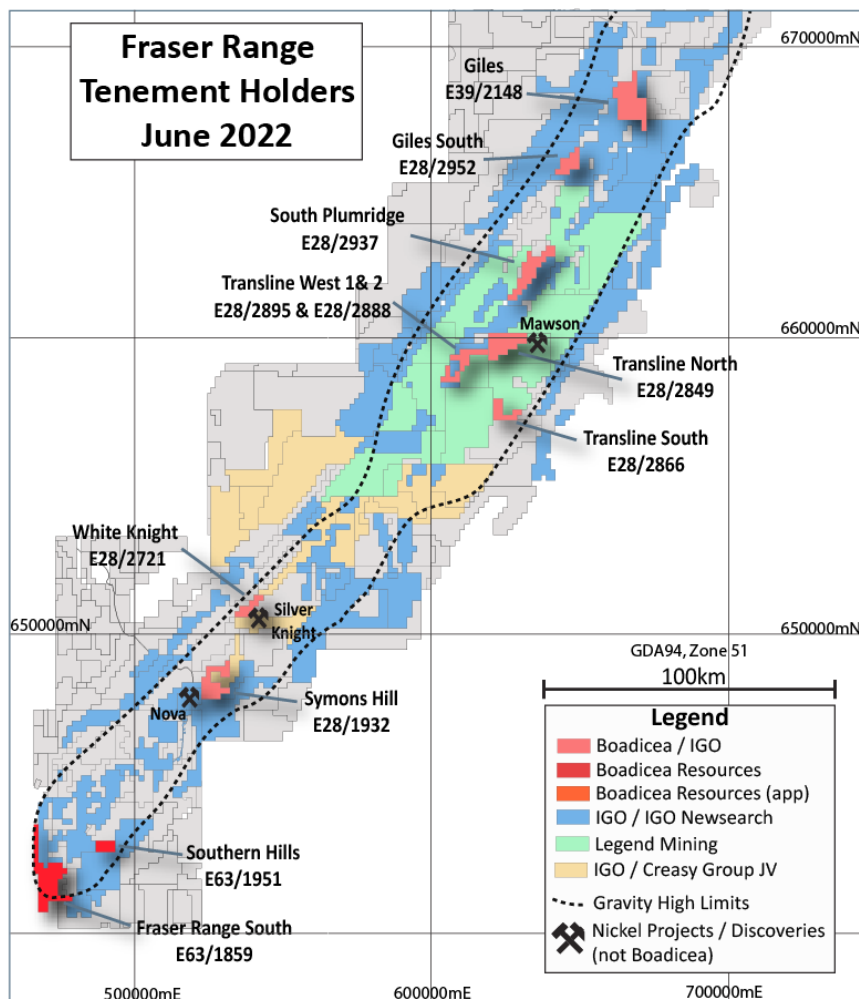 Fraser Range
Tenement Holders
June 2022
670000mN
Giles
E39/2148
Giles South
E28/2952
South Plumridge
E28/2937
Transline West 1& 2
E28/2895 & E28/2888
Mawson
660000mN
Transline North
E28/2849
Transline South
E28/2866
White Knight
E28/2721
Silver
Knight
650000mN
650000mN
GDA94, Zone 51
100km
Nova
Symons Hill
E28/1932
Legend
Boadicea / IGO
Boadicea Resources
Boadicea Resources (app)
IGO / IGO Newsearch
Legend Mining
IGO / Creasy Group JV
Gravity High Limits
Nickel Projects / Discoveries
(not Boadicea)
Southern Hills
E63/1951
Fraser Range South
E63/1859
500000mE
600000mE
700000mE